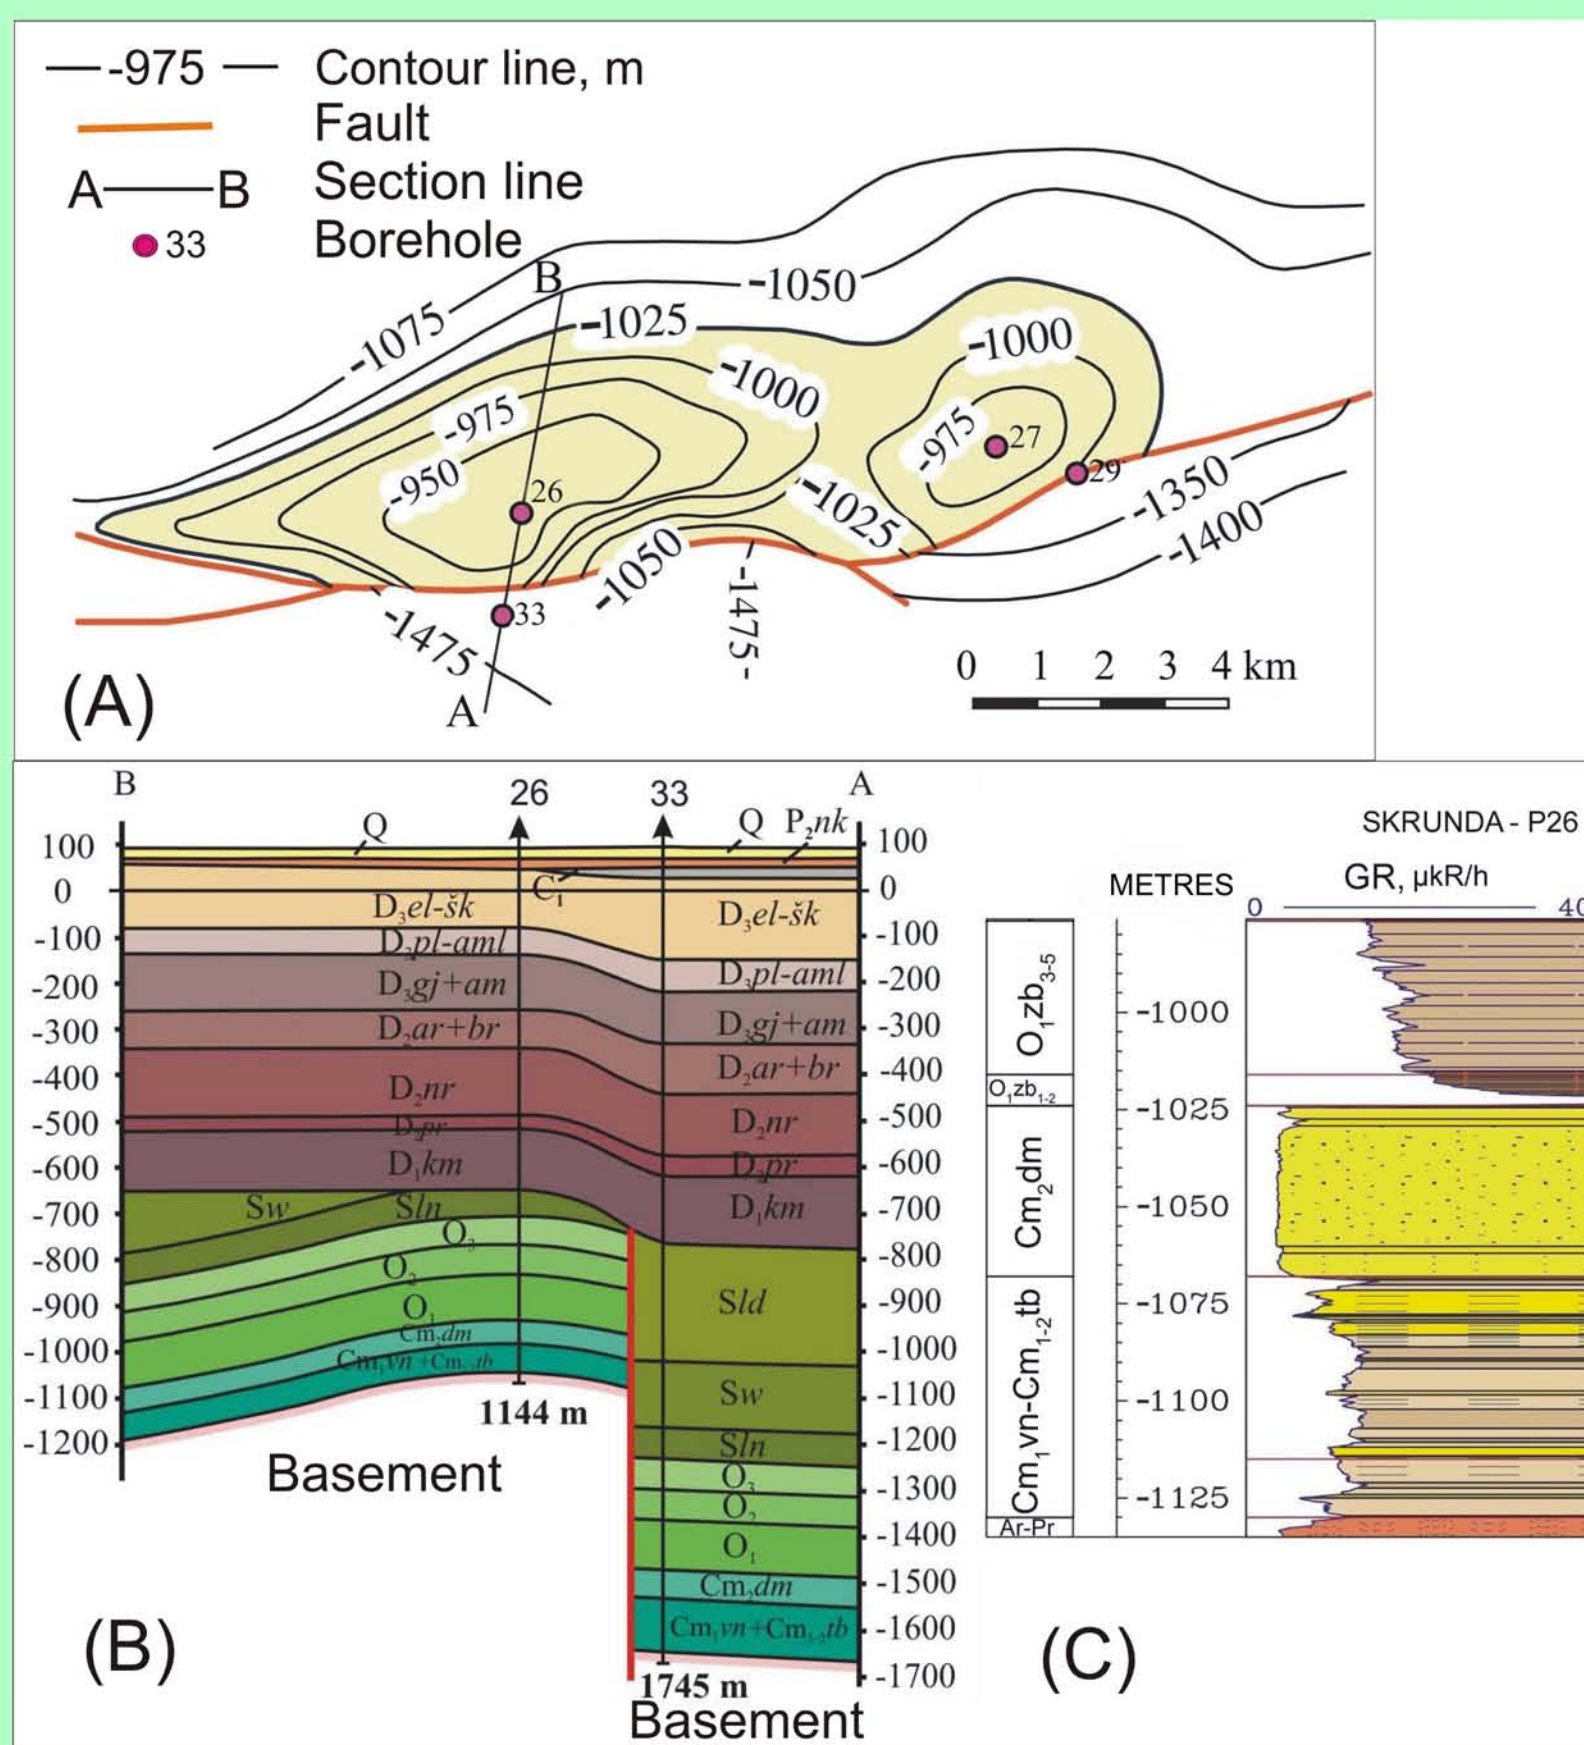 -975 Contour line, m
Fault
A B Section line
33 Borehole
B
-1075
-1050
-1025
-1000
-975
-950
26
-1000
-975
27
29
-1025
-1050
-1350
-1400
-1475
-1475-
33
A
0 1 2 3 4 km
(A)
B 26 33 A
Q Q P₂nk
100 100
0 0
C₁
D₃el-šk D₃el-šk
-100 -100
D₃pl-aml D₃pl-aml
-200 -200
D₃gj+am D₃gj+am
-300 -300
D₂ar+br D₂ar+br
-400 -400
D₂nr D₂nr
-500 -500
D₂pr D₂pr
-600 -600
D₁km D₁km
-700 -700
Sw Sln
O₃
-800 -800
O₂
-900 -900
O₁ Sld
Cm₂dm
-1000 -1000
Cm₁vn+Cm₁₋₂tb
-1100 -1100
Sw
1144 m
-1200 -1200
Sln
Basement
O₃
-1300
O₂
-1400
O₁
-1500
Cm₂dm
-1600
Cm₁vn+Cm₁₋₂tb
-1700
1745 m
Basement
(B)
SKRUNDA - P26
METRES GR, µkR/h
0 40
O₁zb₃₋₅
-1000
O₁zb₁₋₂
-1025
Cm₂dm
-1050
-1075
Cm₁vn-Cm₁₋₂tb
-1100
-1125
Ar-Pr
(C)